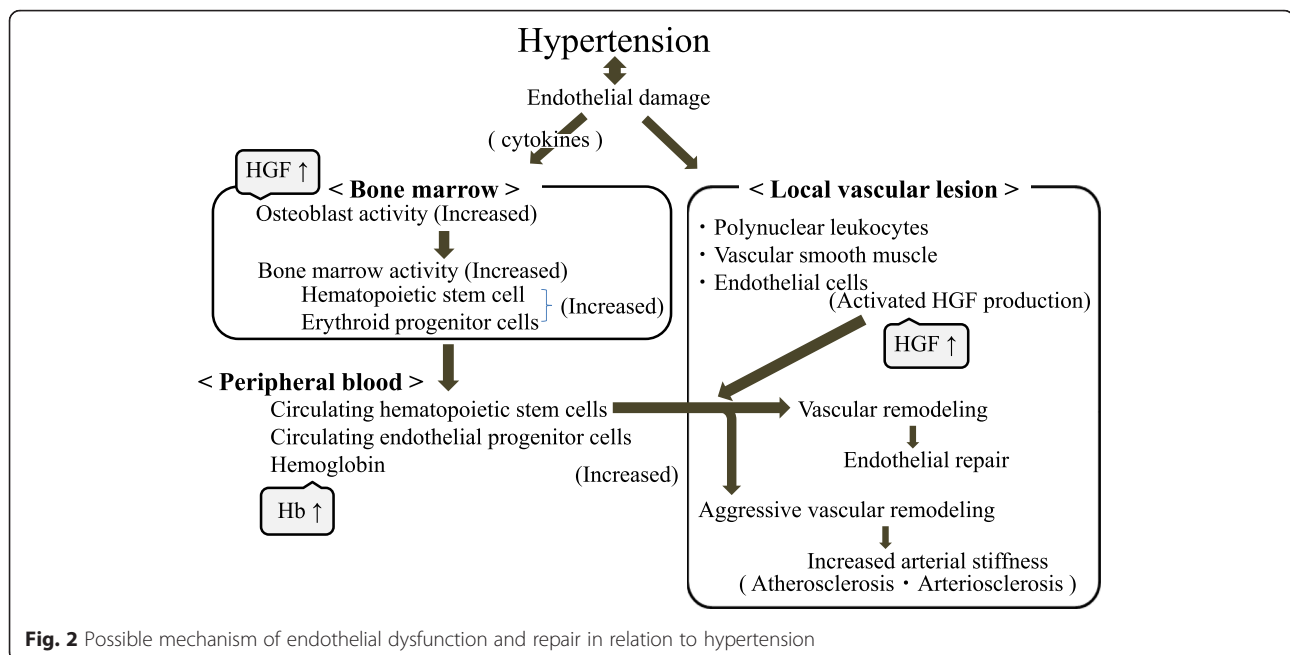 Hypertension
Endothelial damage
( cytokines )
HGF ↑
< Bone marrow >
Osteoblast activity (Increased)
Bone marrow activity (Increased)
Hematopoietic stem cell
Erythroid progenitor cells
(Increased)
< Peripheral blood >
Circulating hematopoietic stem cells
Circulating endothelial progenitor cells
Hemoglobin
(Increased)
Hb ↑
< Local vascular lesion >
・ Polynuclear leukocytes
・ Vascular smooth muscle
・ Endothelial cells
(Activated HGF production)
HGF ↑
Vascular remodeling
Endothelial repair
Aggressive vascular remodeling
Increased arterial stiffness
( Atherosclerosis・Arteriosclerosis )
Fig. 2 Possible mechanism of endothelial dysfunction and repair in relation to hypertension